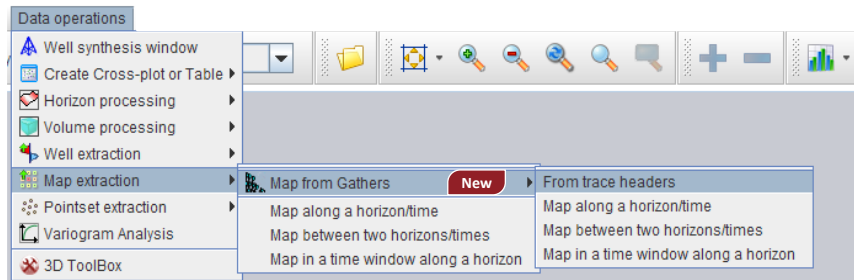 Data operations
Well synthesis window
Create Cross-plot or Table
Horizon processing
Volume processing
Well extraction
Map extraction
Pointset extraction
Variogram Analysis
3D ToolBox
Map from Gathers New
Map along a horizon/time
Map between two horizons/times
Map in a time window along a horizon
From trace headers
Map along a horizon/time
Map between two horizons/times
Map in a time window along a horizon